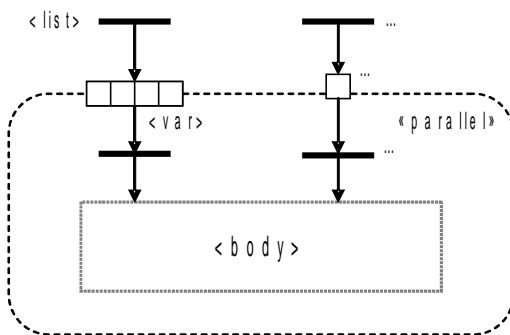 <list>
...
...
<var>
«parallel»
...
<body>